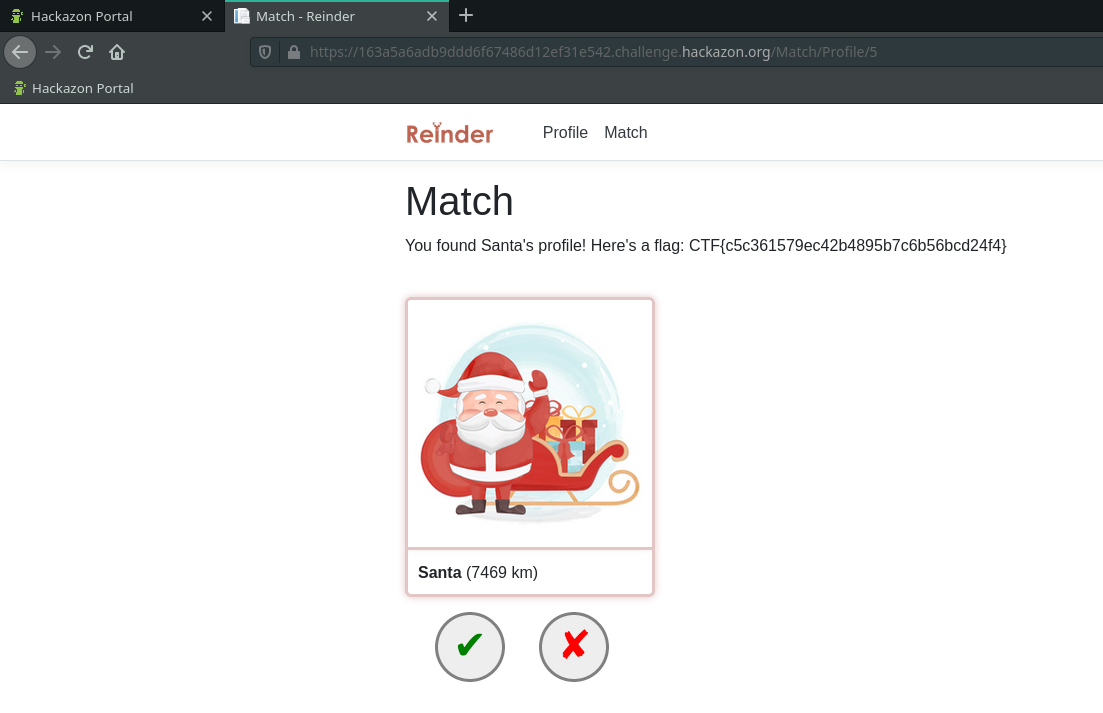 Hackazon Portal
Match - Reinder
https://163a5a6adb9ddd6f67486d12ef31e542.challenge.hackazon.org/Match/Profile/5
Hackazon Portal
Reinder Profile Match
Match
You found Santa's profile! Here's a flag: CTF{c5c361579ec42b4895b7c6b56bcd24f4}
Santa (7469 km)